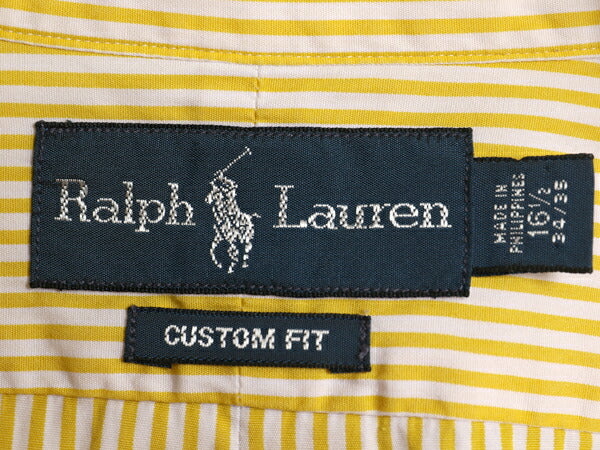 Ralph Lauren
MADE IN
PHILIPPINES
16½
34/35
CUSTOM FIT